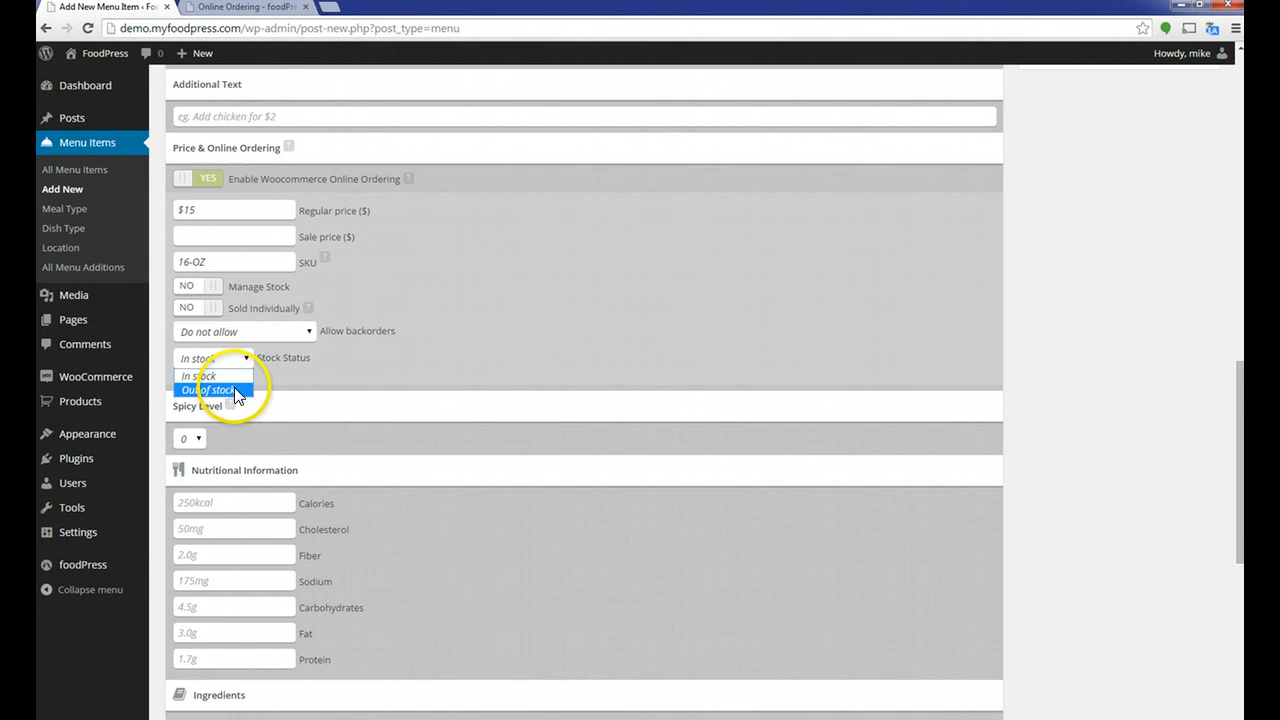 Add New Menu Item ‹ Fo
Online Ordering - foodPre
demo.myfoodpress.com/wp-admin/post-new.php?post_type=menu
FoodPress 0 New
Howdy, mike
Dashboard
Posts
Menu Items
All Menu Items
Add New
Meal Type
Dish Type
Location
All Menu Additions
Media
Pages
Comments
WooCommerce
Products
Appearance
Plugins
Users
Tools
Settings
foodPress
Collapse menu
Additional Text
eg. Add chicken for $2
Price & Online Ordering ?
YES Enable Woocommerce Online Ordering ?
$15 Regular price ($)
Sale price ($)
16-OZ SKU ?
NO Manage Stock
NO Sold Individually ?
Do not allow Allow backorders
In stock Stock Status
In stock
Out of stock
Spicy Level
0
Nutritional Information
250kcal Calories
50mg Cholesterol
2.0g Fiber
175mg Sodium
4.5g Carbohydrates
3.0g Fat
1.7g Protein
Ingredients